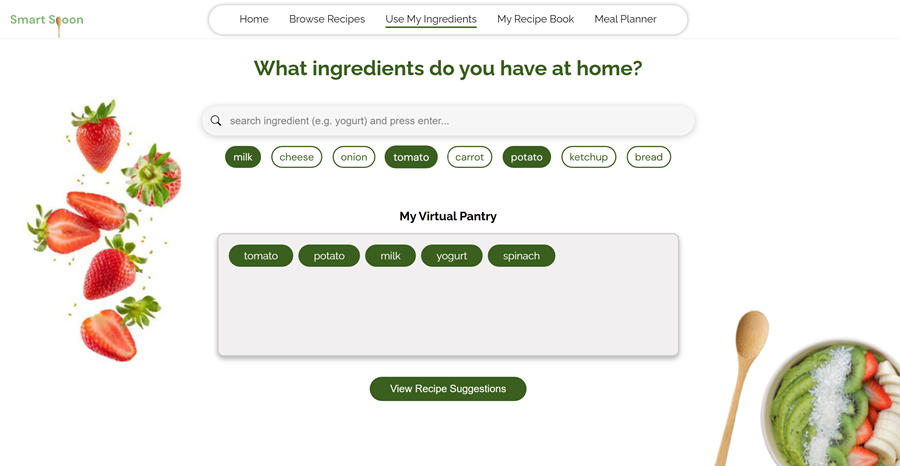 Smart Spoon
Home Browse Recipes Use My Ingredients My Recipe Book Meal Planner
What ingredients do you have at home?
search ingredient (e.g. yogurt) and press enter...
milk cheese onion tomato carrot potato ketchup bread
My Virtual Pantry
tomato potato milk yogurt spinach
View Recipe Suggestions